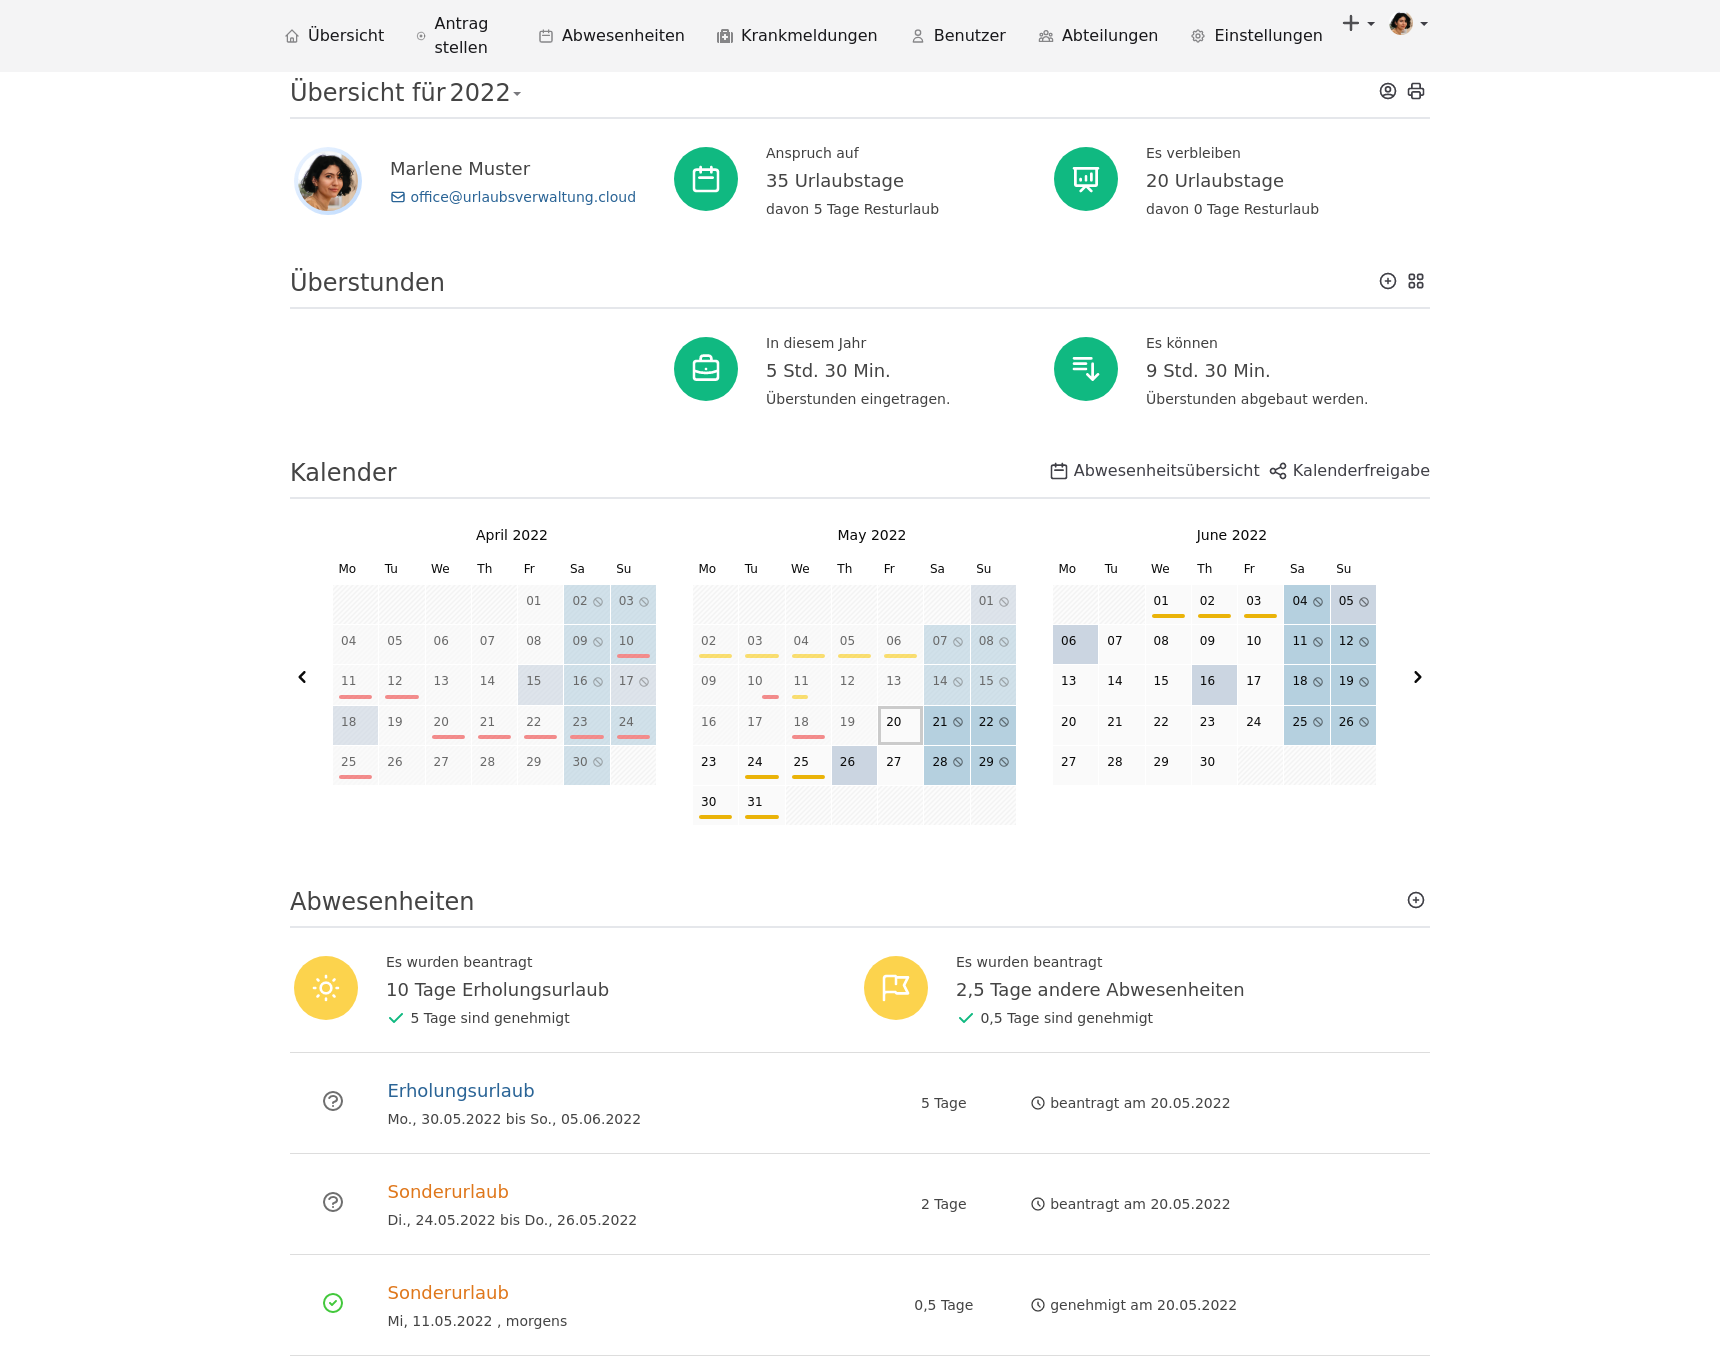 Übersicht
Antrag stellen
Abwesenheiten
Krankmeldungen
Benutzer
Abteilungen
Einstellungen
Übersicht für 2022
Marlene Muster
office@urlaubsverwaltung.cloud
Anspruch auf
35 Urlaubstage
davon 5 Tage Resturlaub
Es verbleiben
20 Urlaubstage
davon 0 Tage Resturlaub
Überstunden
In diesem Jahr
5 Std. 30 Min.
Überstunden eingetragen.
Es können
9 Std. 30 Min.
Überstunden abgebaut werden.
Kalender
Abwesenheitsübersicht
Kalenderfreigabe
April 2022
Mo Tu We Th Fr Sa Su
01 02 03
04 05 06 07 08 09 10
11 12 13 14 15 16 17
18 19 20 21 22 23 24
25 26 27 28 29 30
May 2022
Mo Tu We Th Fr Sa Su
01
02 03 04 05 06 07 08
09 10 11 12 13 14 15
16 17 18 19 20 21 22
23 24 25 26 27 28 29
30 31
June 2022
Mo Tu We Th Fr Sa Su
01 02 03 04 05
06 07 08 09 10 11 12
13 14 15 16 17 18 19
20 21 22 23 24 25 26
27 28 29 30
Abwesenheiten
Es wurden beantragt
10 Tage Erholungsurlaub
5 Tage sind genehmigt
Es wurden beantragt
2,5 Tage andere Abwesenheiten
0,5 Tage sind genehmigt
Erholungsurlaub
Mo., 30.05.2022 bis So., 05.06.2022
5 Tage
beantragt am 20.05.2022
Sonderurlaub
Di., 24.05.2022 bis Do., 26.05.2022
2 Tage
beantragt am 20.05.2022
Sonderurlaub
Mi, 11.05.2022 , morgens
0,5 Tage
genehmigt am 20.05.2022